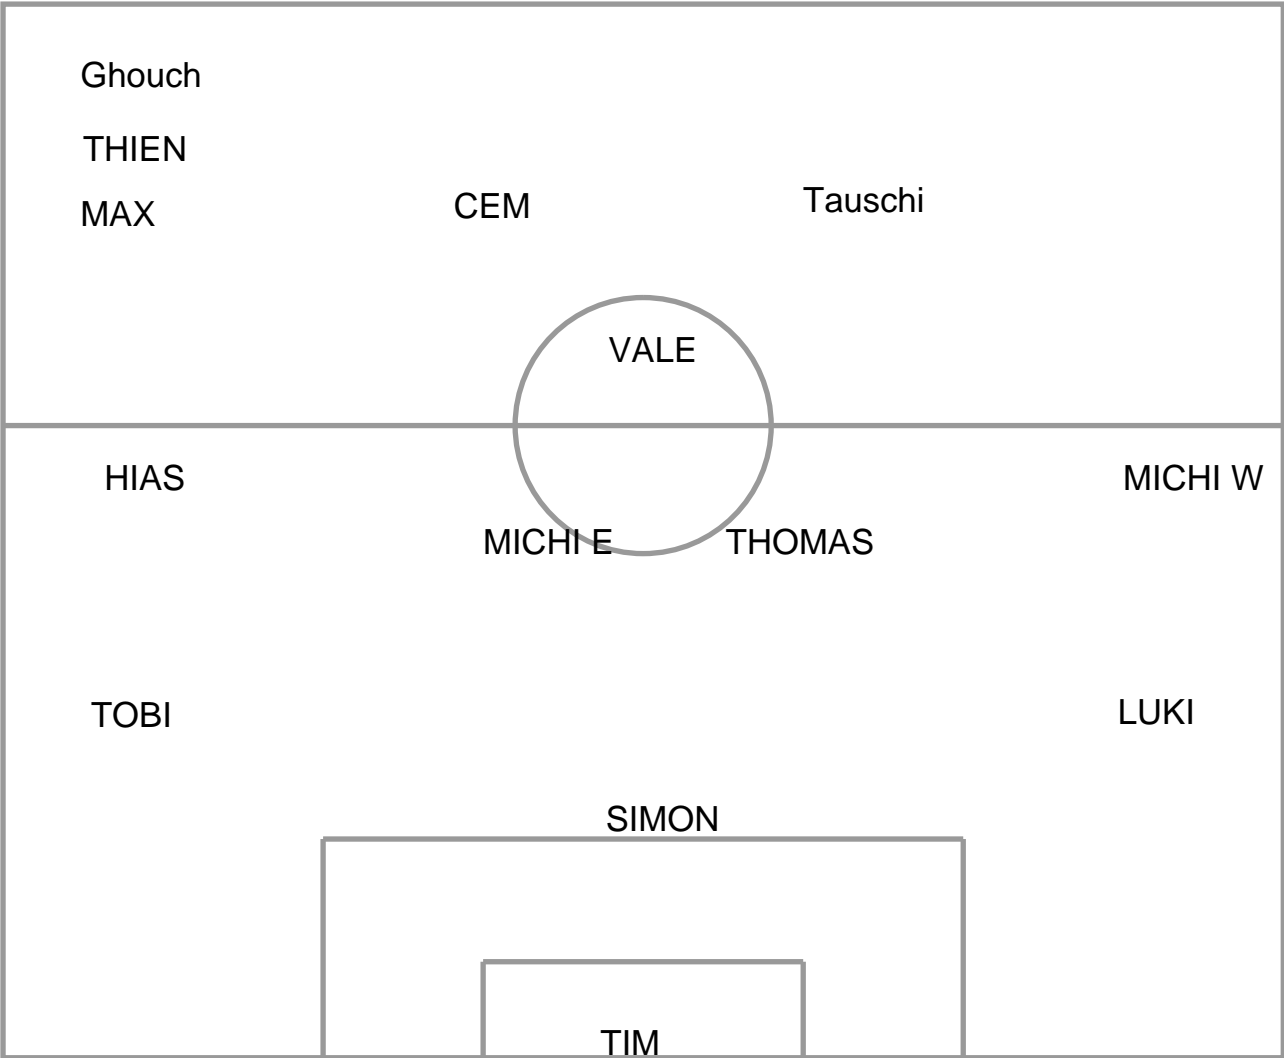 Ghouch
THIEN
MAX
CEM
Tauschi
VALE
HIAS
MICHI W
MICHI E
THOMAS
TOBI
LUKI
SIMON
TIM